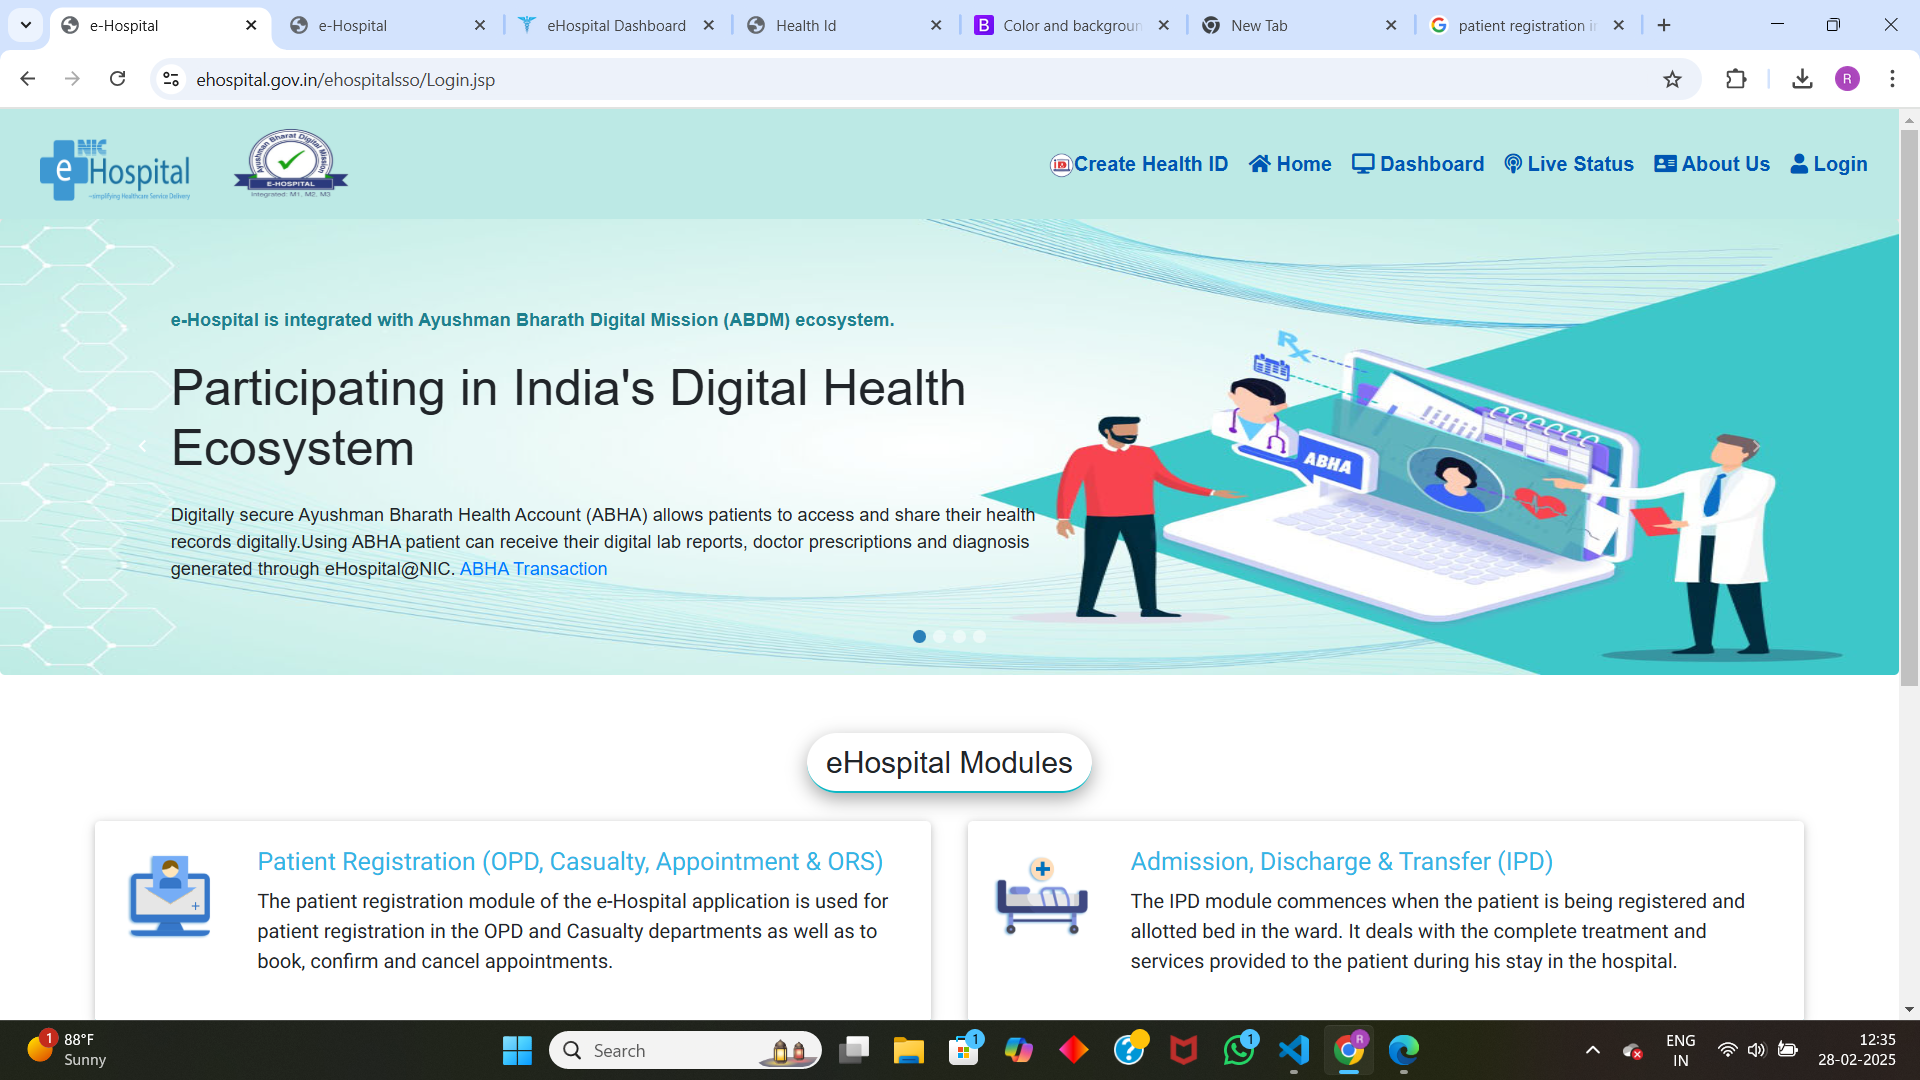 e-Hospital
e-Hospital
eHospital Dashboard
Health Id
Color and backgroun
New Tab
patient registration in
ehospital.gov.in/ehospitalsso/Login.jsp
R
NIC
eHospital
~simplifying Healthcare Service Delivery
Ayushman Bharat Digital Mission
E-HOSPITAL
Integrated: M1, M2, M3
Create Health ID
Home
Dashboard
Live Status
About Us
Login
e-Hospital is integrated with Ayushman Bharath Digital Mission (ABDM) ecosystem.
Participating in India's Digital Health
Ecosystem
Digitally secure Ayushman Bharath Health Account (ABHA) allows patients to access and share their health
records digitally.Using ABHA patient can receive their digital lab reports, doctor prescriptions and diagnosis
generated through eHospital@NIC. ABHA Transaction
Rx
ABHA
eHospital Modules
Patient Registration (OPD, Casualty, Appointment & ORS)
The patient registration module of the e-Hospital application is used for
patient registration in the OPD and Casualty departments as well as to
book, confirm and cancel appointments.
Admission, Discharge & Transfer (IPD)
The IPD module commences when the patient is being registered and
allotted bed in the ward. It deals with the complete treatment and
services provided to the patient during his stay in the hospital.
1
88°F
Sunny
Search
1
1
R
ENG
IN
12:35
28-02-2025